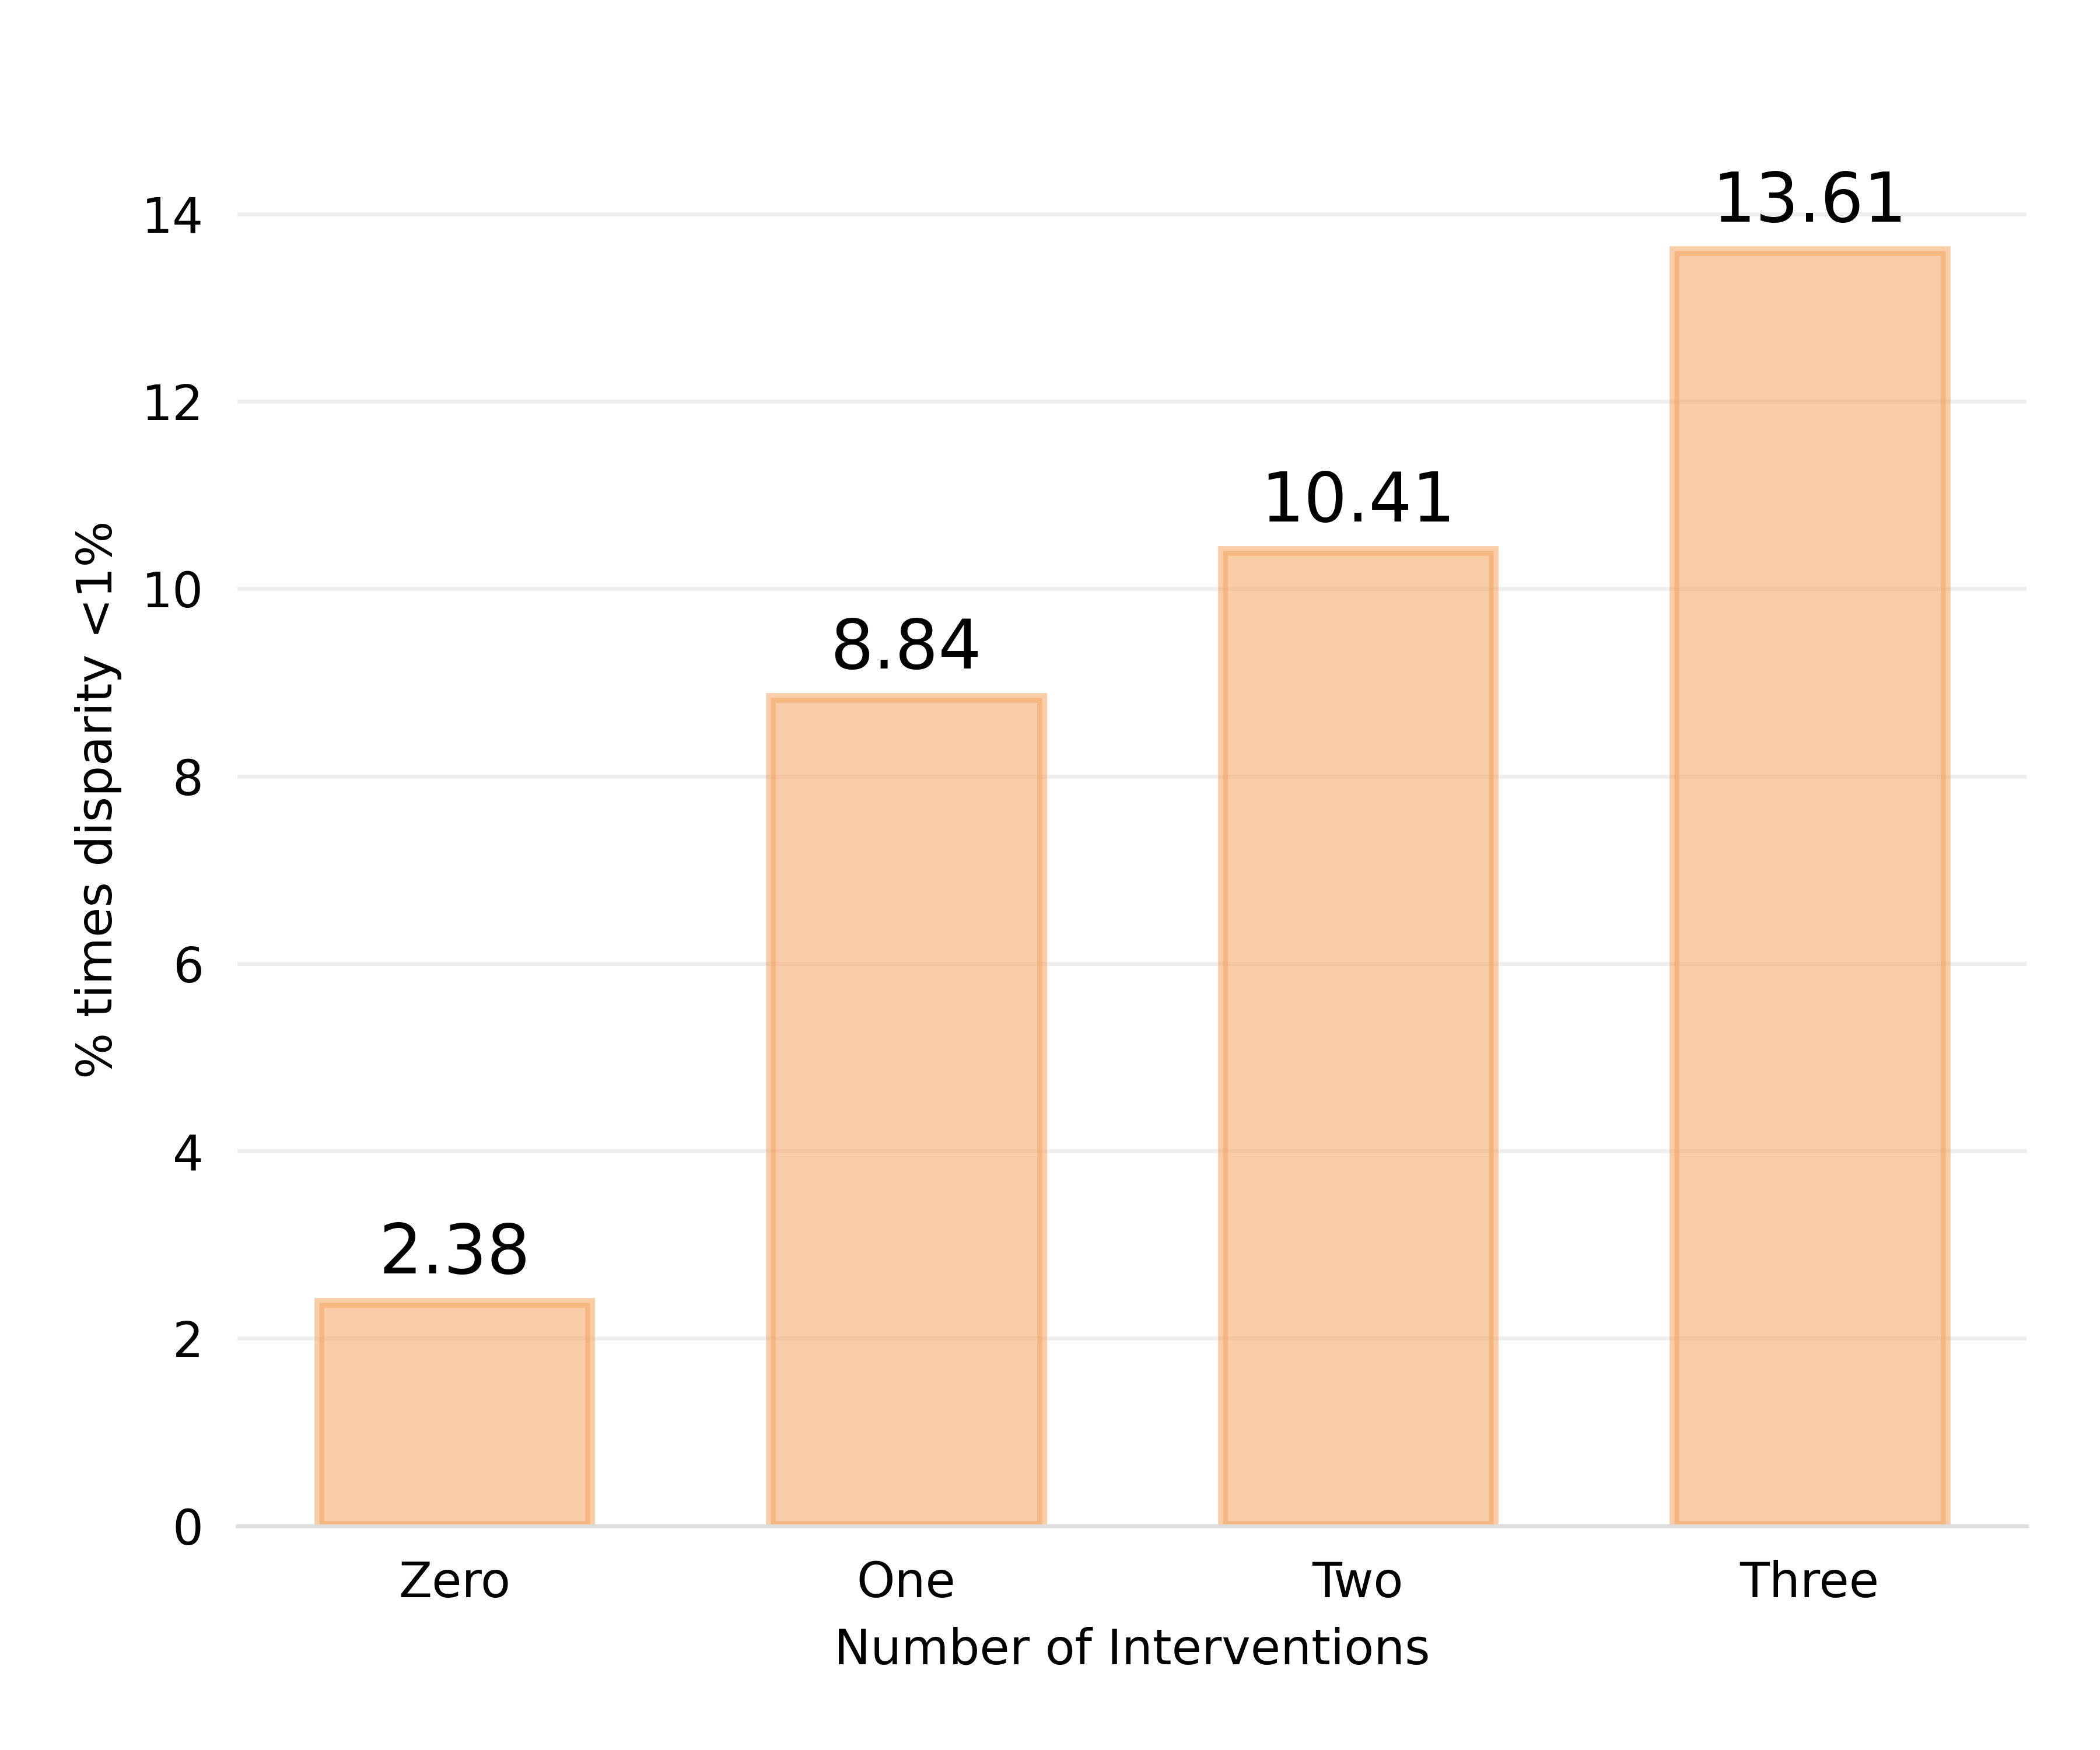 % times disparity <1%
14
12
10
8
6
4
2
0
2.38
8.84
10.41
13.61
Zero
One
Two
Three
Number of Interventions